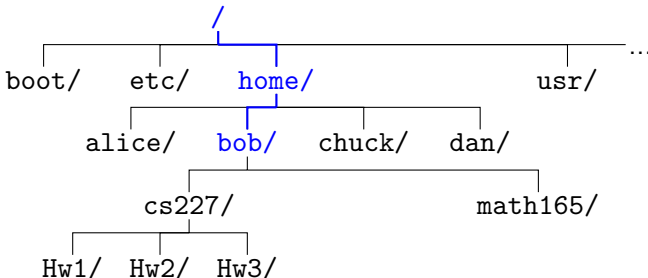 /
boot/ etc/ home/ usr/ ...
alice/ bob/ chuck/ dan/
cs227/ math165/
Hw1/ Hw2/ Hw3/